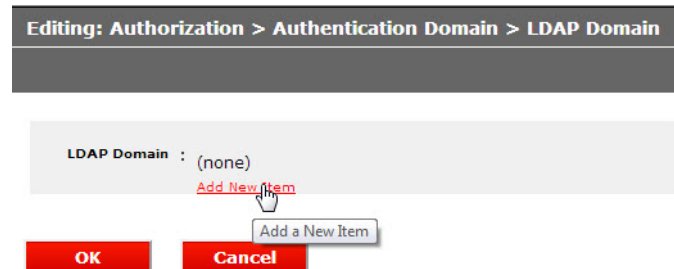 Editing: Authorization > Authentication Domain > LDAP Domain
LDAP Domain : (none)
Add New Item
Add a New Item
OK Cancel